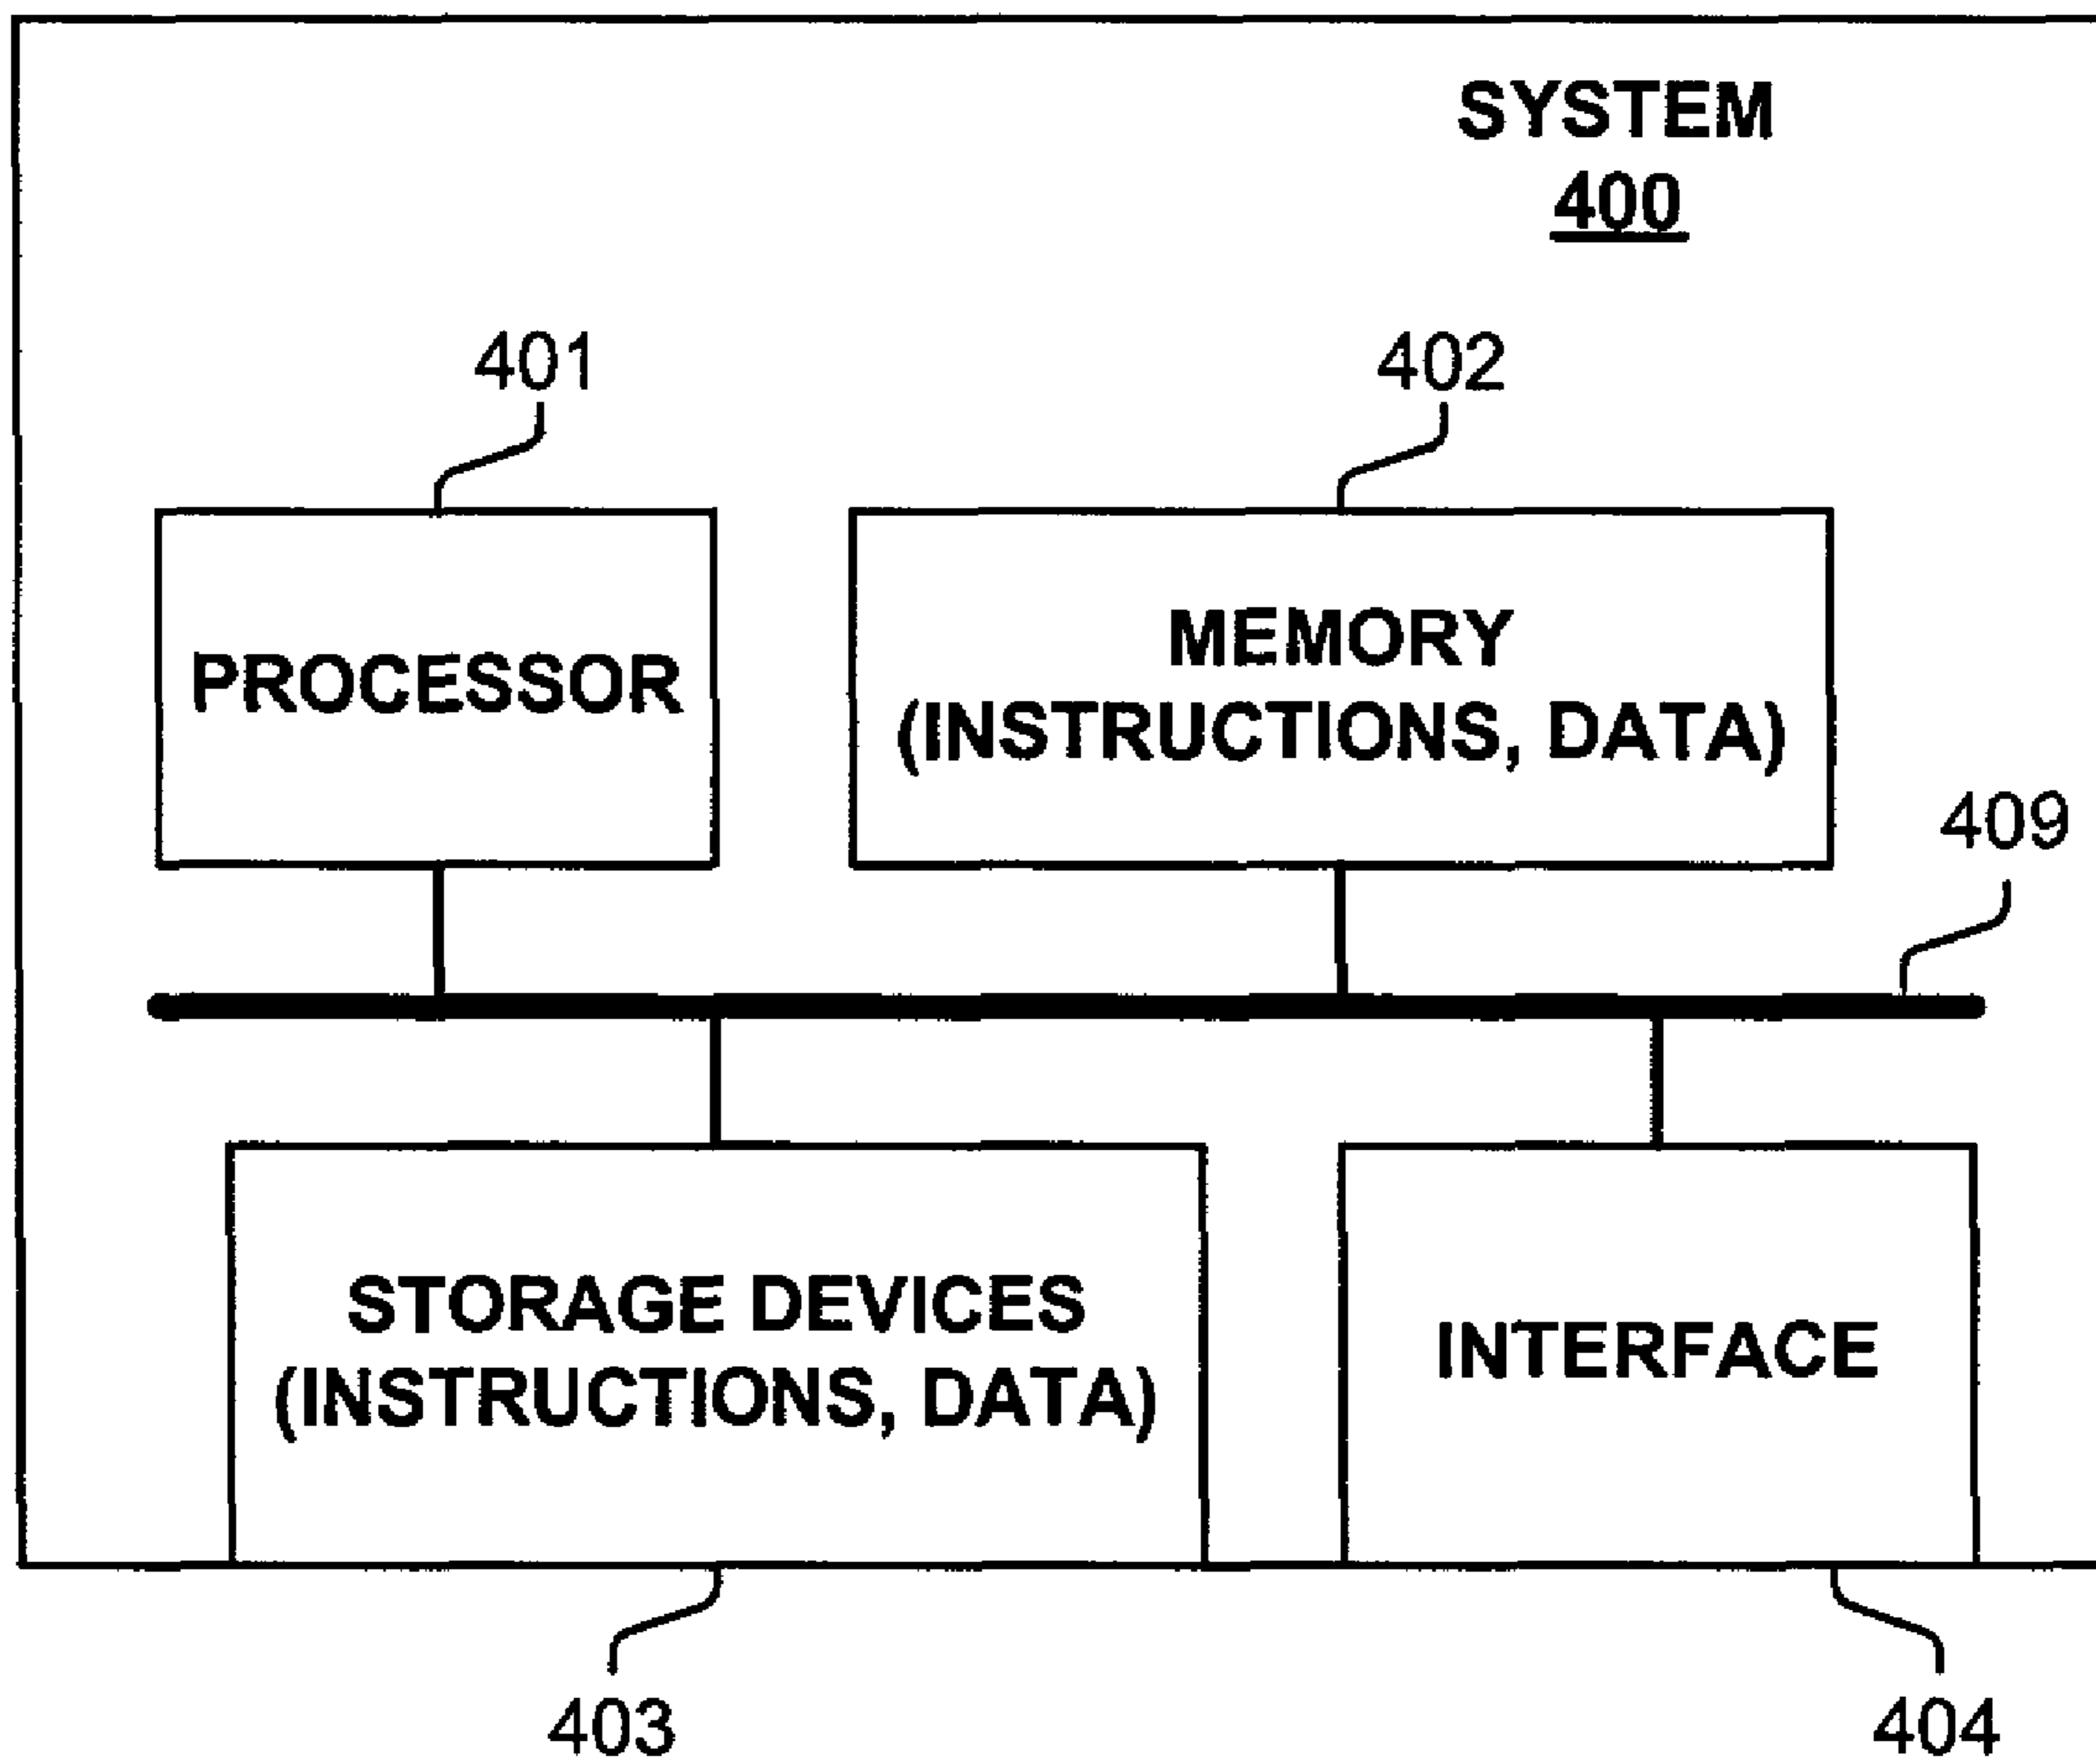 SYSTEM
400
401
402
PROCESSOR
MEMORY
(INSTRUCTIONS, DATA)
409
STORAGE DEVICES
(INSTRUCTIONS, DATA)
INTERFACE
403
404